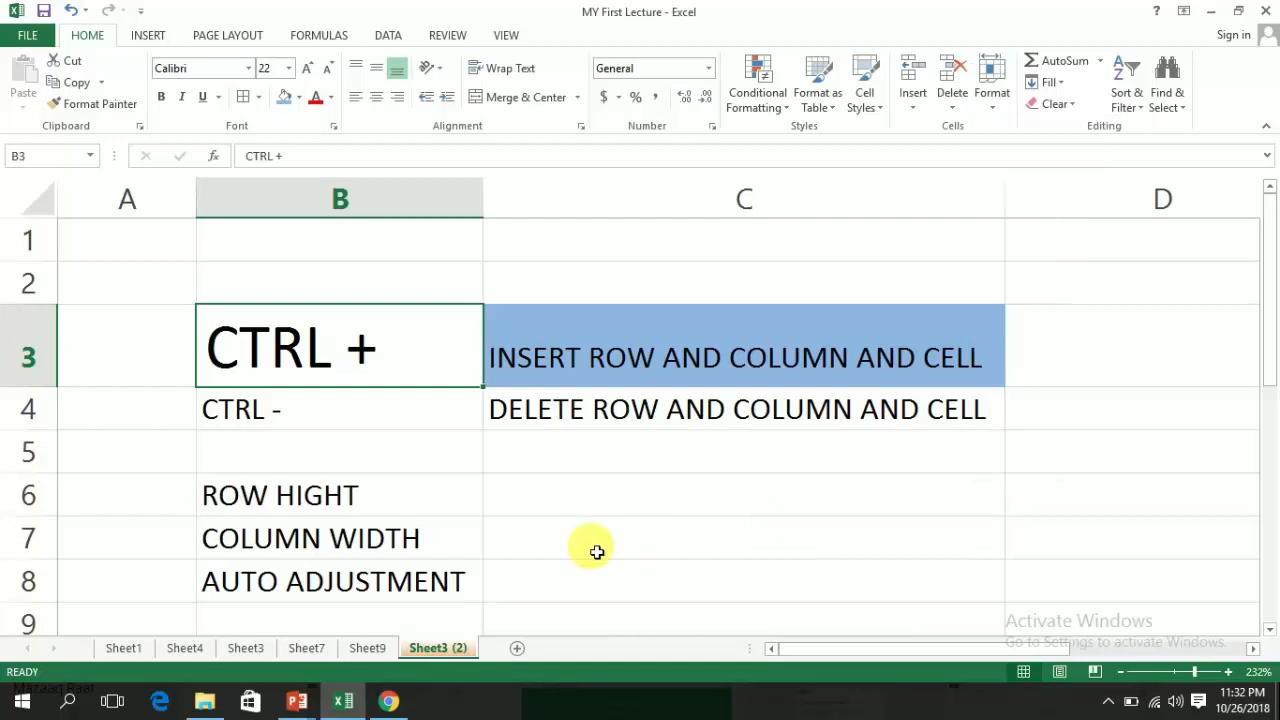 MY First Lecture - Excel
?
FILE HOME INSERT PAGE LAYOUT FORMULAS DATA REVIEW VIEW Sign in
Paste Cut Copy Format Painter Clipboard
Calibri 22 A A B I U A Font
Wrap Text Merge & Center Alignment
General $ % , Number
Conditional Formatting Format as Table Cell Styles Styles
Insert Delete Format Cells
AutoSum Fill Clear Sort & Filter Find & Select Editing
B3 fx CTRL +
A B C D
1
2
3 CTRL + INSERT ROW AND COLUMN AND CELL
4 CTRL - DELETE ROW AND COLUMN AND CELL
5
6 ROW HIGHT
7 COLUMN WIDTH
8 AUTO ADJUSTMENT
9
Activate Windows
Go to Settings to activate Windows.
Sheet1 Sheet4 Sheet3 Sheet7 Sheet9 Sheet3 (2)
READY 232%
11:32 PM
10/26/2018